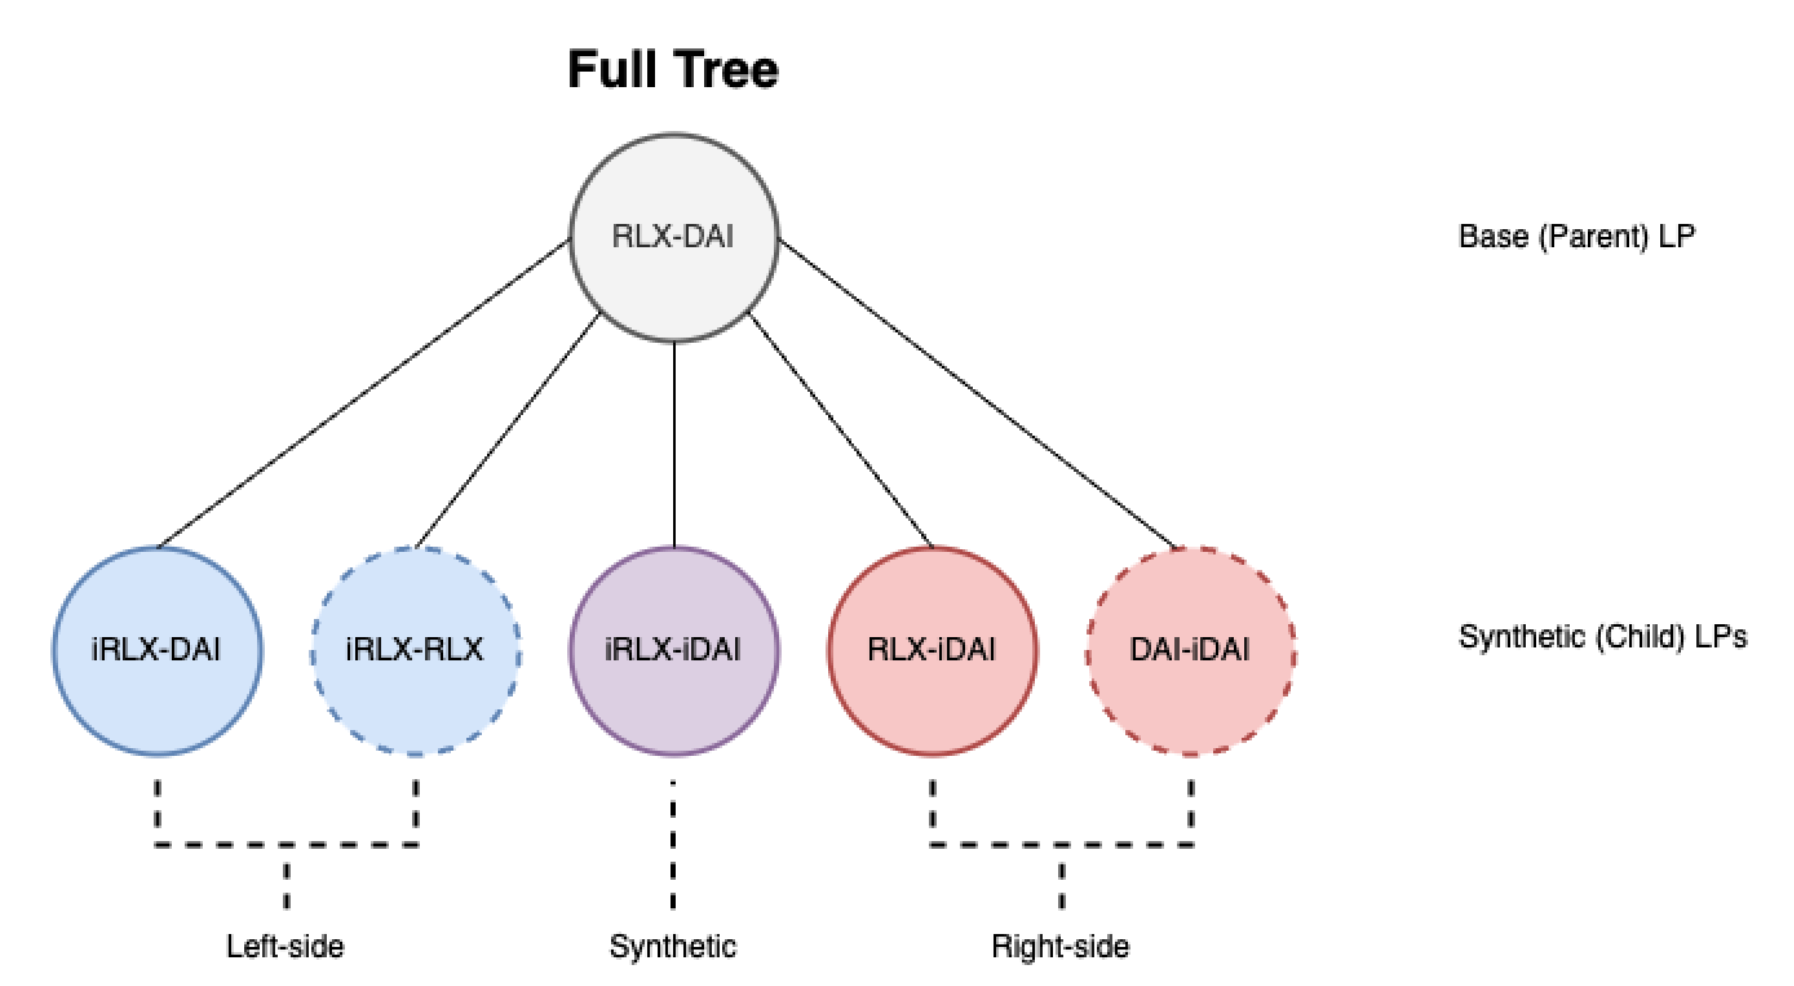 Full Tree
RLX-DAI
Base (Parent) LP
iRLX-DAI
iRLX-RLX
iRLX-iDAI
RLX-iDAI
DAI-iDAI
Synthetic (Child) LPs
Left-side
Synthetic
Right-side